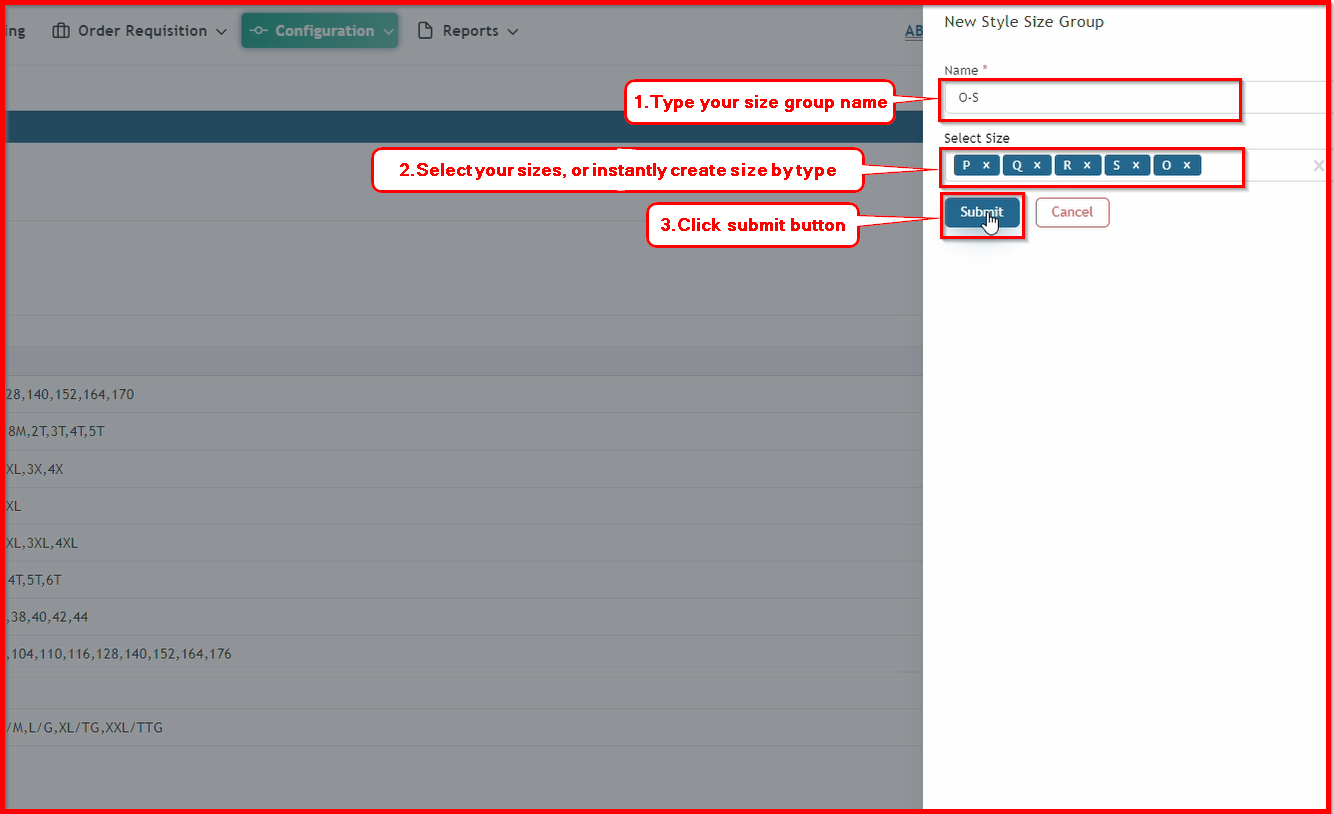 ing Order Requisition Configuration Reports AB
New Style Size Group
Name *
1.Type your size group name
O-S
Select Size
2.Select your sizes, or instantly create size by type
P × Q × R × S × O × ×
3.Click submit button
Submit Cancel
28,140,152,164,170
8M,2T,3T,4T,5T
XL,3X,4X
XL
XL,3XL,4XL
4T,5T,6T
,38,40,42,44
,104,110,116,128,140,152,164,176
/M,L/G,XL/TG,XXL/TTG